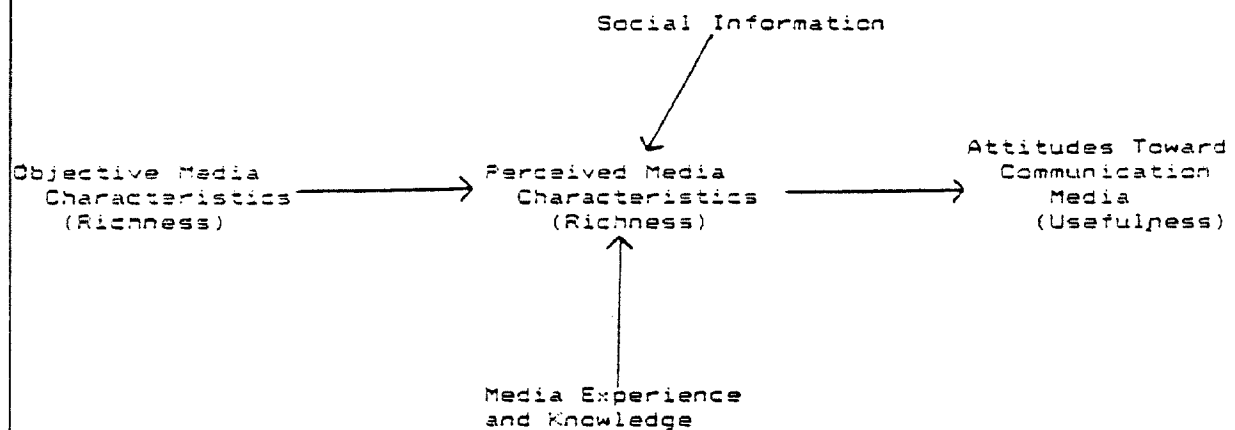 Social Information
Objective Media
Characteristics
(Richness)
Perceived Media
Characteristics
(Richness)
Attitudes Toward
Communication
Media
(Usefulness)
Media Experience
and Knowledge